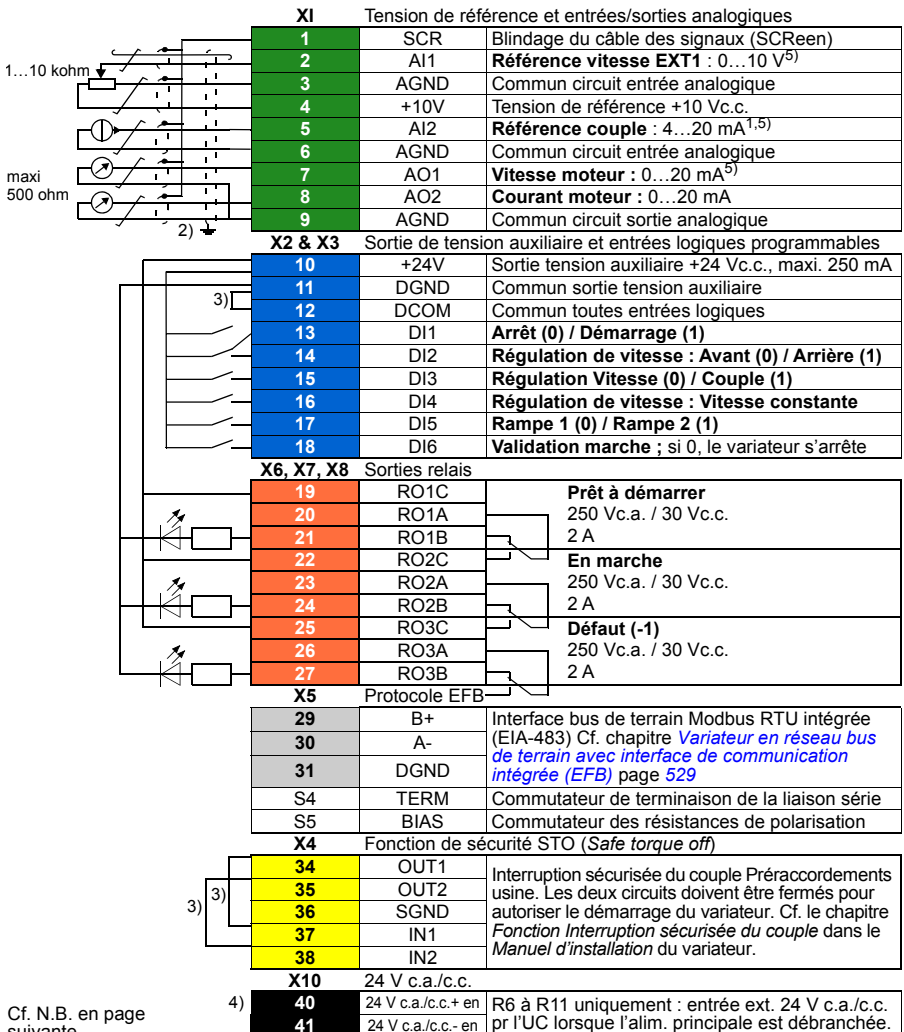 XI Tension de référence et entrées/sorties analogiques
1 SCR Blindage du câble des signaux (SCReen)
2 AI1 Référence vitesse EXT1 : 0…10 V5)
1…10 kohm
3 AGND Commun circuit entrée analogique
4 +10V Tension de référence +10 Vc.c.
5 AI2 Référence couple : 4…20 mA1,5)
6 AGND Commun circuit entrée analogique
7 AO1 Vitesse moteur : 0…20 mA5)
maxi
500 ohm
8 AO2 Courant moteur : 0…20 mA
9 AGND Commun circuit sortie analogique
2)
X2 & X3 Sortie de tension auxiliaire et entrées logiques programmables
10 +24V Sortie tension auxiliaire +24 Vc.c., maxi. 250 mA
11 DGND Commun sortie tension auxiliaire
3)
12 DCOM Commun toutes entrées logiques
13 DI1 Arrêt (0) / Démarrage (1)
14 DI2 Régulation de vitesse : Avant (0) / Arrière (1)
15 DI3 Régulation Vitesse (0) / Couple (1)
16 DI4 Régulation de vitesse : Vitesse constante
17 DI5 Rampe 1 (0) / Rampe 2 (1)
18 DI6 Validation marche ; si 0, le variateur s’arrête
X6, X7, X8 Sorties relais
19 RO1C Prêt à démarrer
20 RO1A 250 Vc.a. / 30 Vc.c.
21 RO1B 2 A
22 RO2C En marche
23 RO2A 250 Vc.a. / 30 Vc.c.
24 RO2B 2 A
25 RO3C Défaut (-1)
26 RO3A 250 Vc.a. / 30 Vc.c.
27 RO3B 2 A
X5 Protocole EFB
29 B+ Interface bus de terrain Modbus RTU intégrée
30 A- (EIA-483) Cf. chapitre Variateur en réseau bus
de terrain avec interface de communication
31 DGND intégrée (EFB) page 529
S4 TERM Commutateur de terminaison de la liaison série
S5 BIAS Commutateur des résistances de polarisation
X4 Fonction de sécurité STO (Safe torque off)
34 OUT1 Interruption sécurisée du couple Préraccordements
35 OUT2 usine. Les deux circuits doivent être fermés pour
3) 3)
36 SGND autoriser le démarrage du variateur. Cf. le chapitre
37 IN1 Fonction Interruption sécurisée du couple dans le
38 IN2 Manuel d’installation du variateur.
X10 24 V c.a./c.c.
4) 40 24 V c.a./c.c.+ en R6 à R11 uniquement : entrée ext. 24 V c.a./c.c.
41 24 V c.a./c.c.- en pr l’UC lorsque l’alim. principale est débranchée.
Cf. N.B. en page
suivante